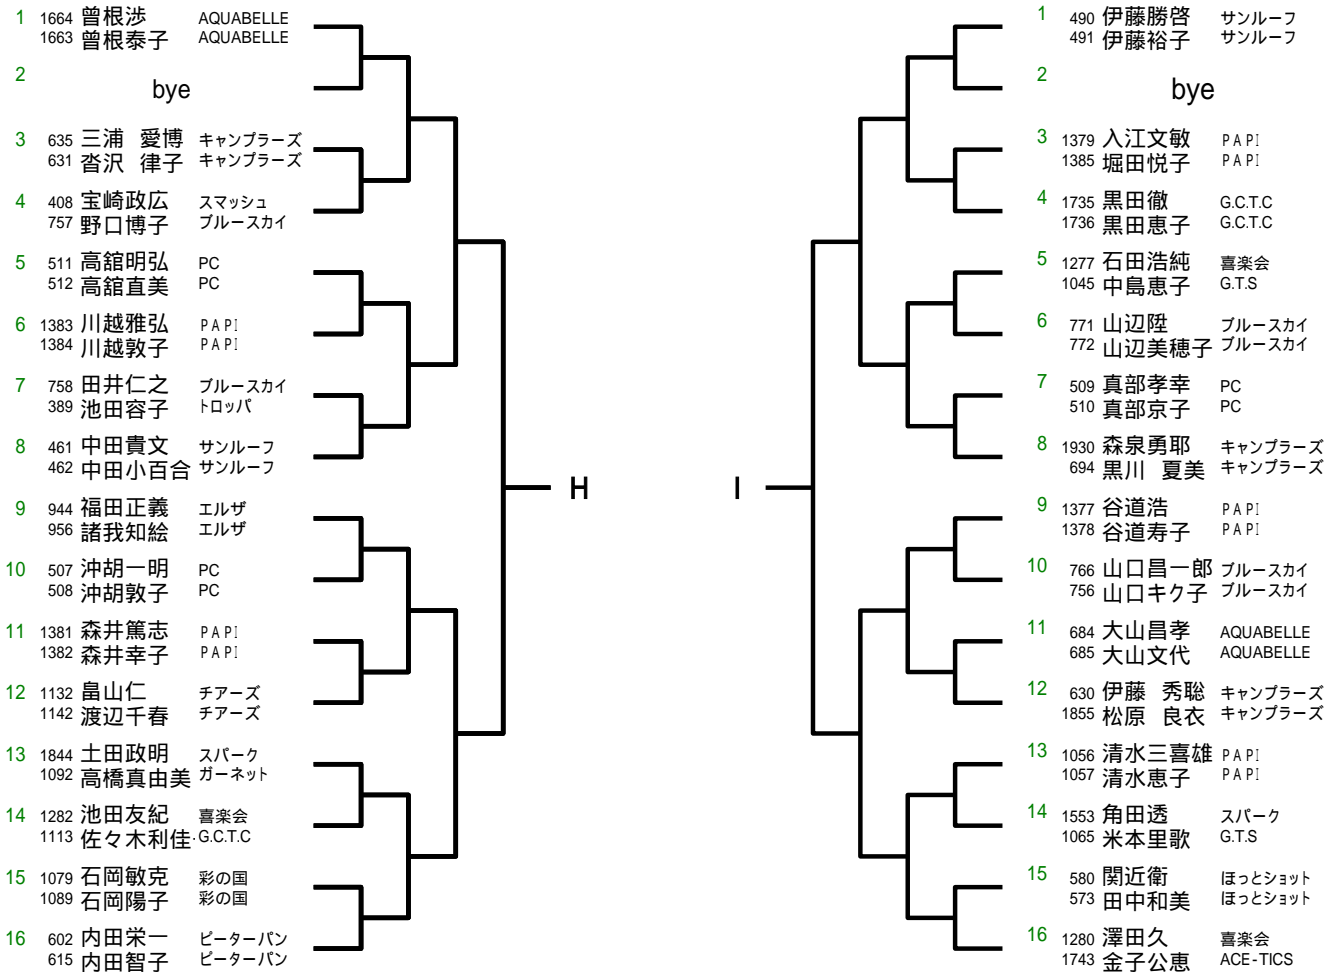 1 1664 曾根渉 AQUABELLE
1663 曾根泰子 AQUABELLE
2 bye
3 635 三浦 愛博 キャンプラーズ
631 沓沢 律子 キャンプラーズ
4 408 宝崎政広 スマッシュ
757 野口博子 ブルースカイ
5 511 高舘明弘 PC
512 高舘直美 PC
6 1383 川越雅弘 PAPI
1384 川越敦子 PAPI
7 758 田井仁之 ブルースカイ
389 池田容子 トロッパ
8 461 中田貴文 サンルーフ
462 中田小百合 サンルーフ
9 944 福田正義 エルザ
956 諸我知絵 エルザ
10 507 沖胡一明 PC
508 沖胡敦子 PC
11 1381 森井篤志 PAPI
1382 森井幸子 PAPI
12 1132 畠山仁 チアーズ
1142 渡辺千春 チアーズ
13 1844 土田政明 スパーク
1092 高橋真由美 ガーネット
14 1282 池田友紀 喜楽会
1113 佐々木利佳 G.C.T.C
15 1079 石岡敏克 彩の国
1089 石岡陽子 彩の国
16 602 内田栄一 ピーターパン
615 内田智子 ピーターパン
H
I
1 490 伊藤勝啓 サンルーフ
491 伊藤裕子 サンルーフ
2 bye
3 1379 入江文敏 PAPI
1385 堀田悦子 PAPI
4 1735 黒田徹 G.C.T.C
1736 黒田恵子 G.C.T.C
5 1277 石田浩純 喜楽会
1045 中島恵子 G.T.S
6 771 山辺陞 ブルースカイ
772 山辺美穂子 ブルースカイ
7 509 真部孝幸 PC
510 真部京子 PC
8 1930 森泉勇耶 キャンプラーズ
694 黒川 夏美 キャンプラーズ
9 1377 谷道浩 PAPI
1378 谷道寿子 PAPI
10 766 山口昌一郎 ブルースカイ
756 山口キク子 ブルースカイ
11 684 大山昌孝 AQUABELLE
685 大山文代 AQUABELLE
12 630 伊藤 秀聡 キャンプラーズ
1855 松原 良衣 キャンプラーズ
13 1056 清水三喜雄 PAPI
1057 清水恵子 PAPI
14 1553 角田透 スパーク
1065 米本里歌 G.T.S
15 580 関近衛 ほっとショット
573 田中和美 ほっとショット
16 1280 澤田久 喜楽会
1743 金子公恵 ACE-TICS